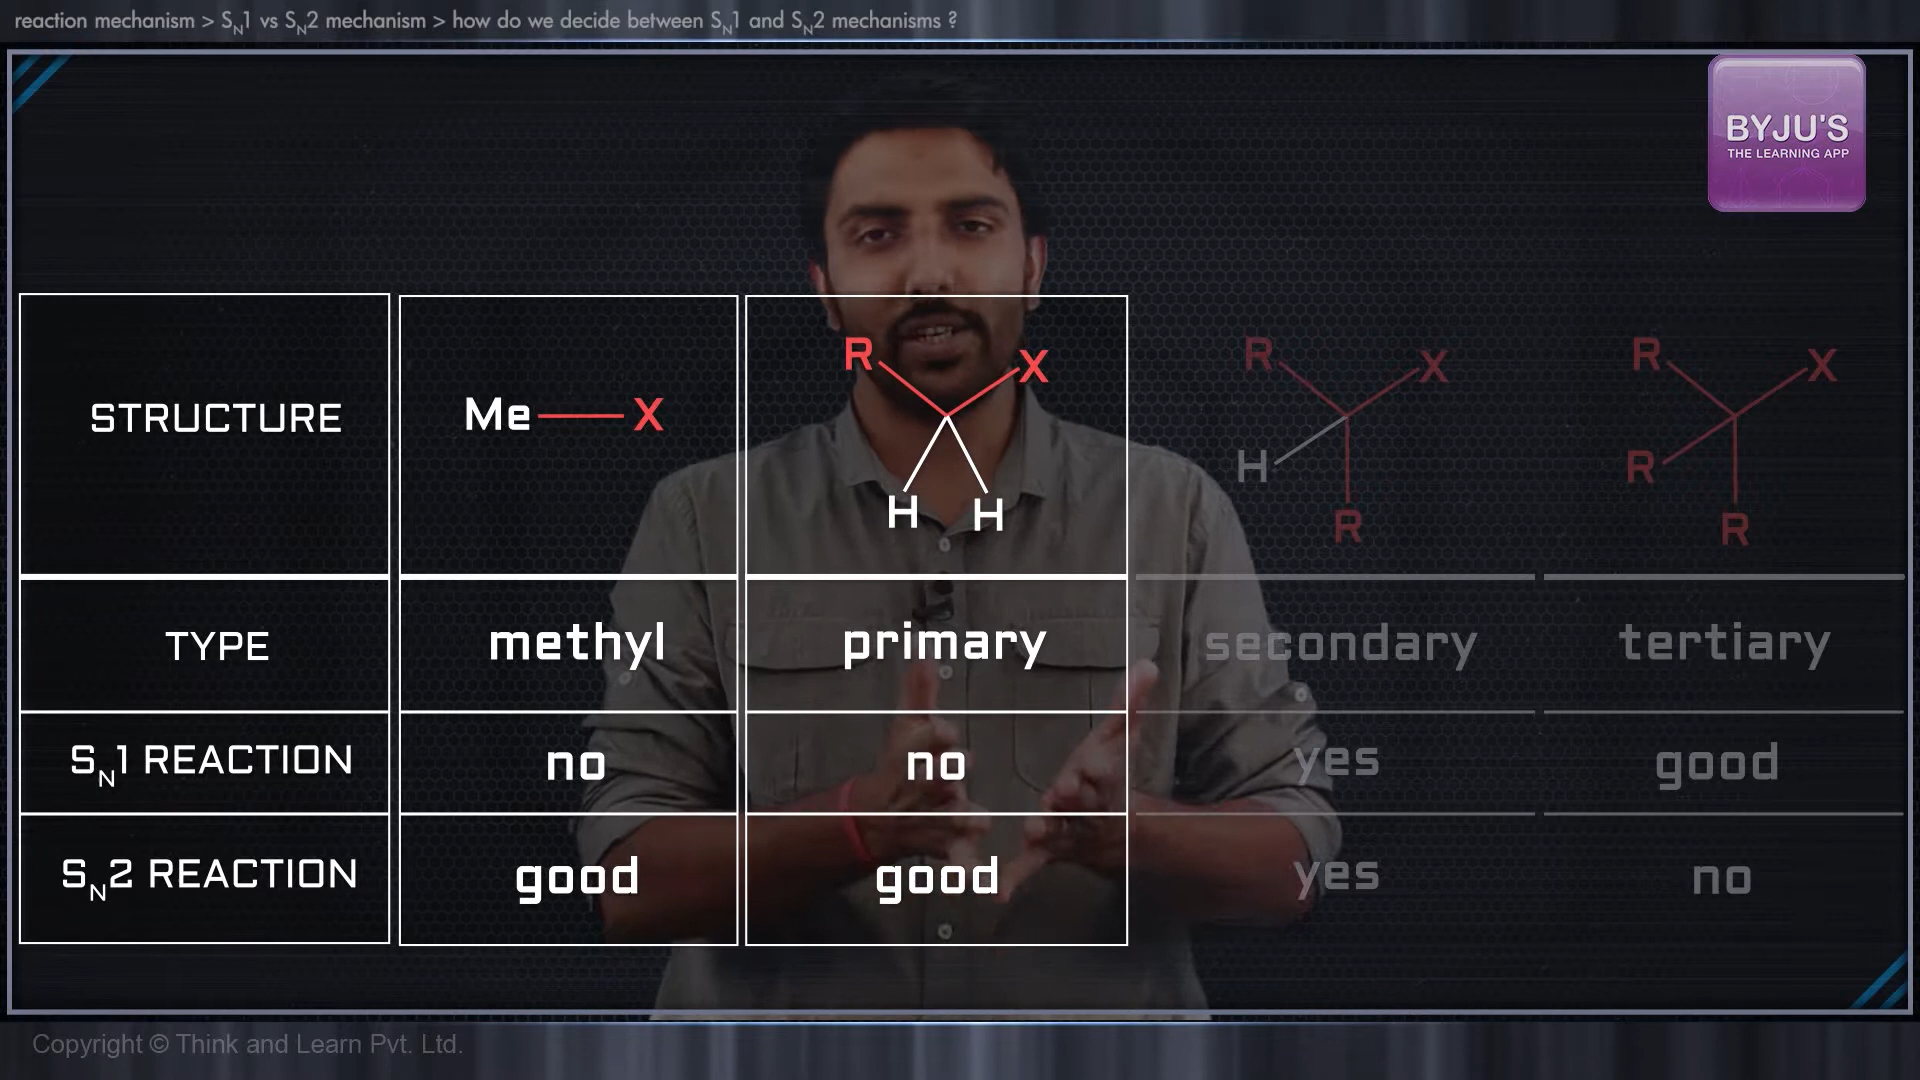 reaction mechanism > SN1 vs SN2 mechanism > how do we decide between SN1 and SN2 mechanisms ?
BYJU'S
THE LEARNING APP
STRUCTURE
Me X
R X
H H
R X
H
R
R X
R
R
TYPE methyl primary secondary tertiary
SN1 REACTION no no yes good
SN2 REACTION good good yes no
Copyright © Think and Learn Pvt. Ltd.